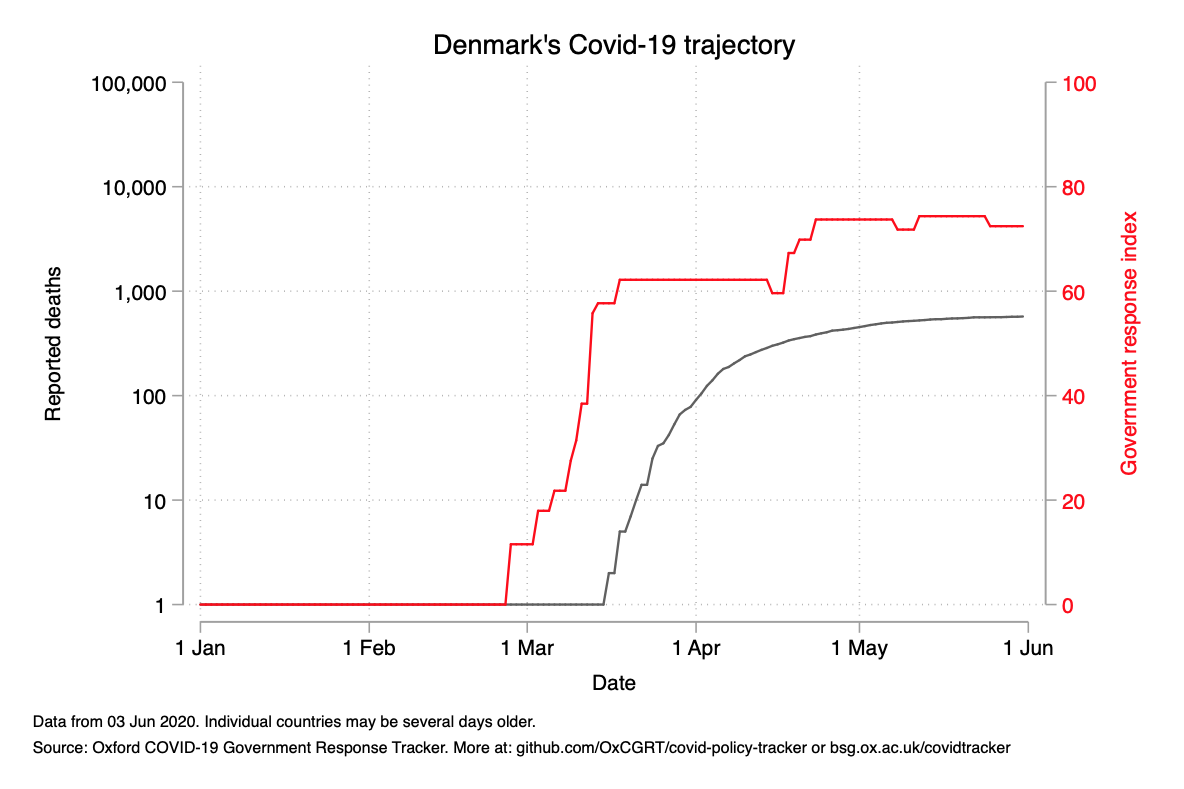 Denmark's Covid-19 trajectory
100,000
10,000
1,000
100
10
1
Reported deaths
100
80
60
40
20
0
Government response index
1 Jan 1 Feb 1 Mar 1 Apr 1 May 1 Jun
Date
Data from 03 Jun 2020. Individual countries may be several days older.
Source: Oxford COVID-19 Government Response Tracker. More at: github.com/OxCGRT/covid-policy-tracker or bsg.ox.ac.uk/covidtracker